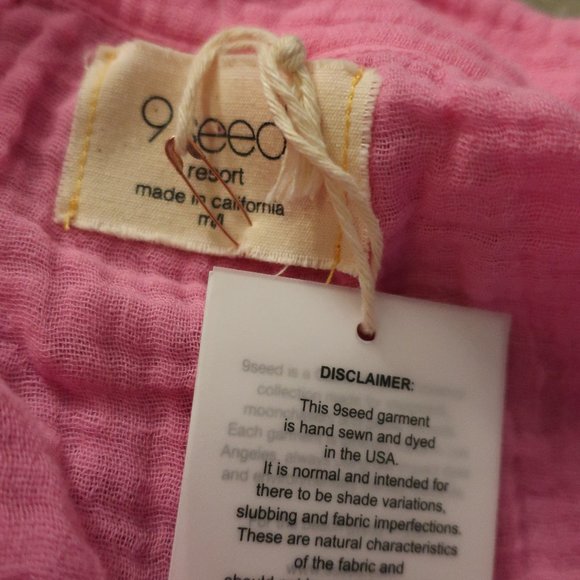 9seed
resort
made in california
m/l
DISCLAIMER:
This 9seed garment
is hand sewn and dyed
in the USA.
It is normal and intended for
there to be shade variations,
slubbing and fabric imperfections.
These are natural characteristics
of the fabric and
should